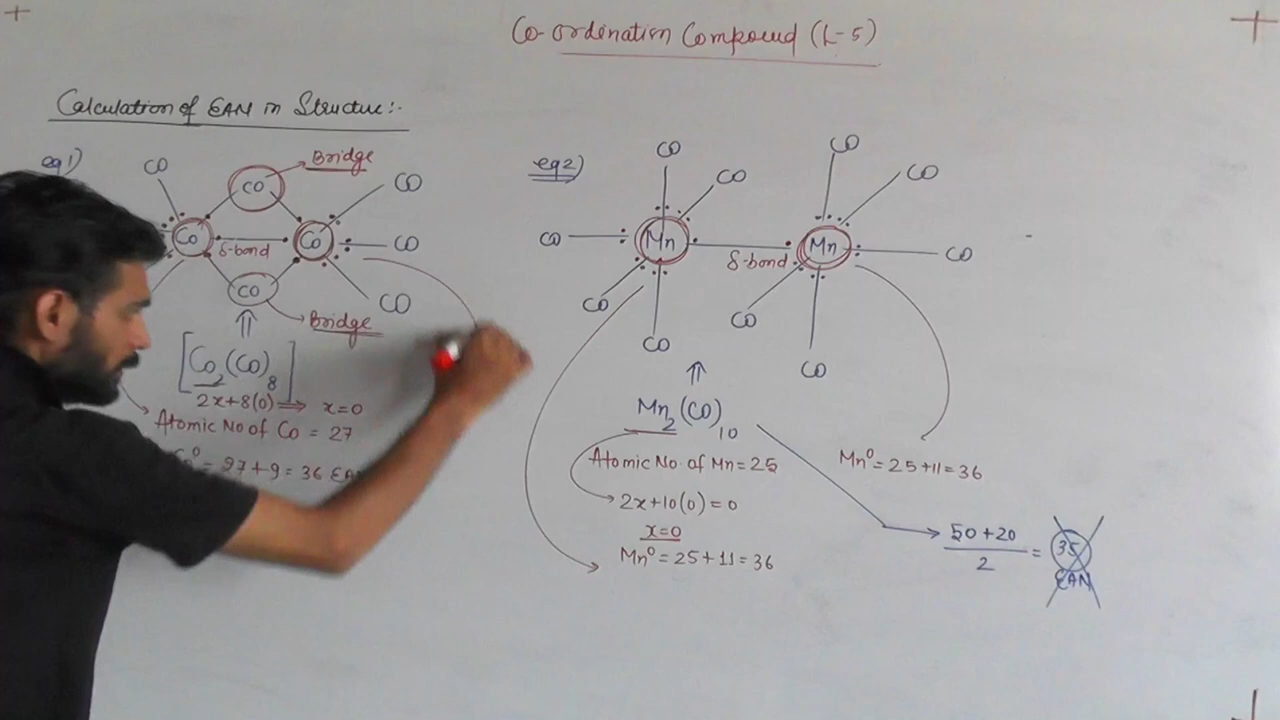 Co-ordination Compound (L-5)
Calculation of EAN in Structue:-
eg1)
CO
CO
Bridge
CO
Co
δ-bond
Co
CO
CO
Bridge
CO
[Co2(CO)8]
2x+8(0) ⇒ x=0
Atomic No of Co = 27
= 27+9=36
eg2)
CO
CO
CO
Mn
δ-bond
Mn
CO
CO
CO
CO
CO
CO
CO
Mn2(CO)10
Atomic No. of Mn=25
2x+10(0)=0
x=0
Mn⁰=25+11=36
Mn⁰=25+11=36
50+20
2
= 35
EAN